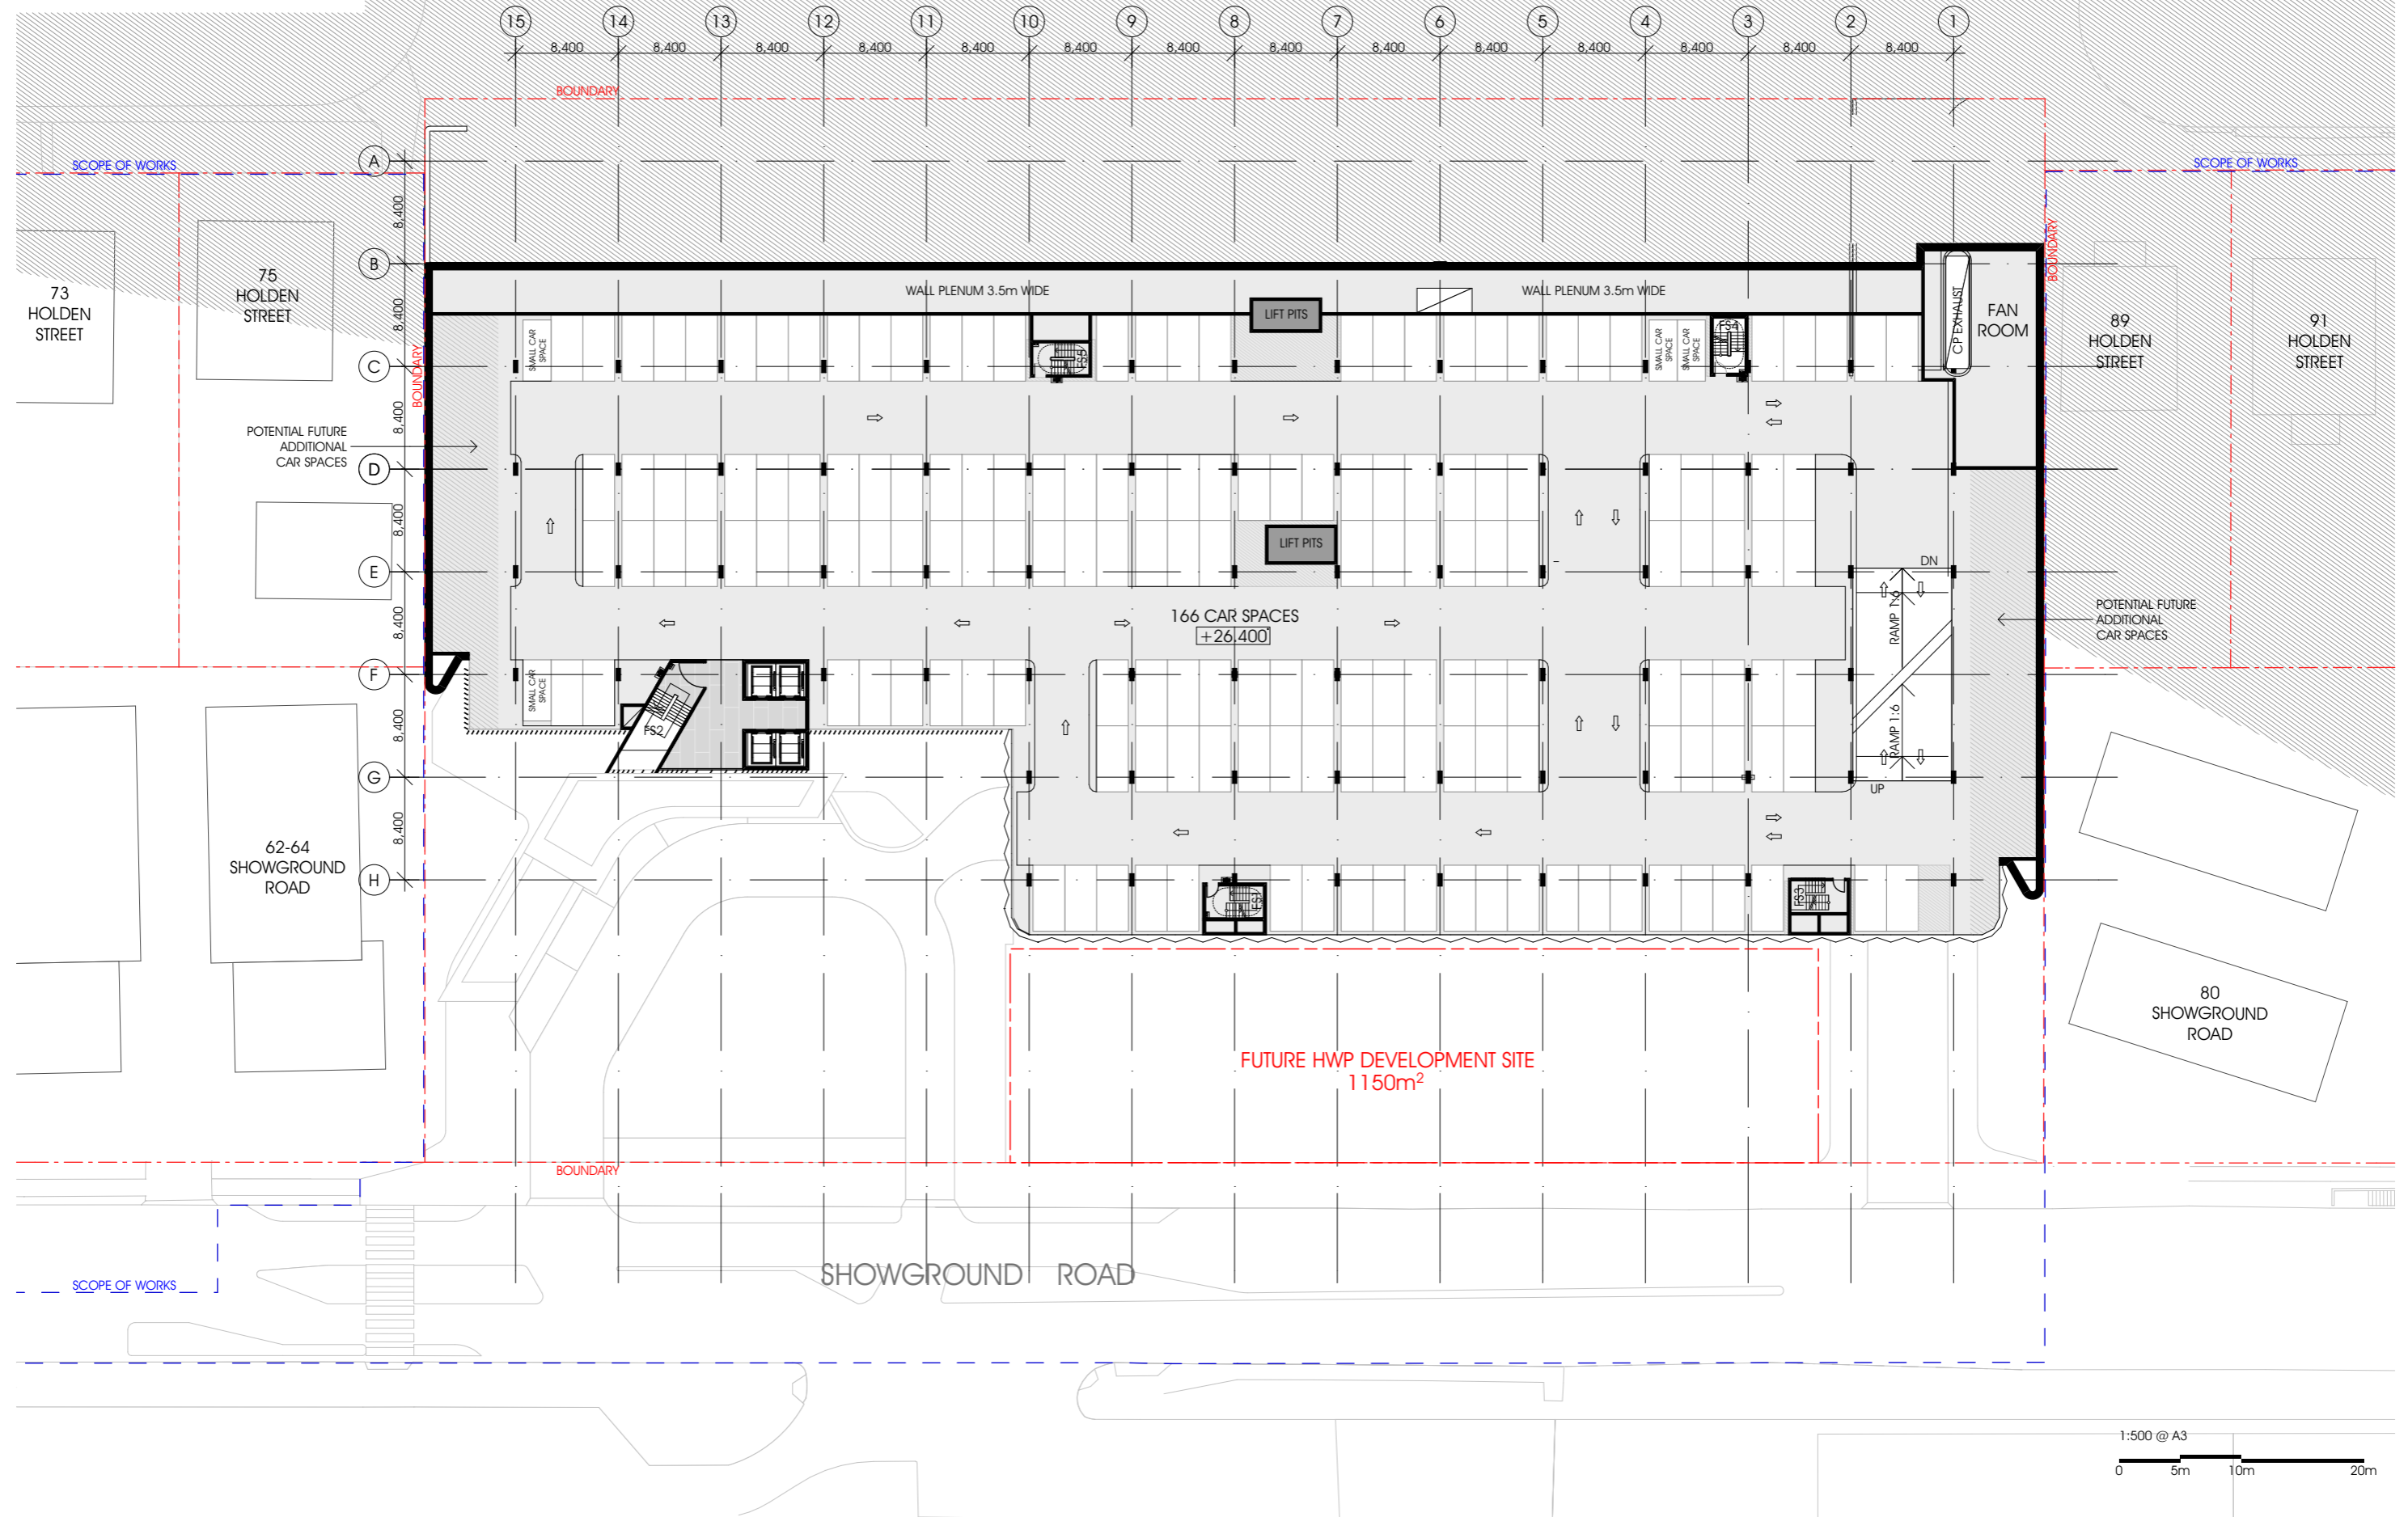 15 14 13 12 11 10 9 8 7 6 5 4 3 2 1
8,400 8,400 8,400 8,400 8,400 8,400 8,400 8,400 8,400 8,400 8,400 8,400 8,400 8,400
BOUNDARY
A
SCOPE OF WORKS
SCOPE OF WORKS
8,400
BOUNDARY
B
75
HOLDEN
STREET
73
HOLDEN
STREET
8,400
WALL PLENUM 3.5m WIDE
WALL PLENUM 3.5m WIDE
LIFT PITS
CP EXHAUST
FAN
ROOM
89
HOLDEN
STREET
91
HOLDEN
STREET
SMALL CAR
SPACE
FS5
SMALL CAR
SPACE
SMALL CAR
SPACE
FS4
C
BOUNDARY
8,400
POTENTIAL FUTURE
ADDITIONAL
CAR SPACES
D
8,400
LIFT PITS
E
DN
8,400
166 CAR SPACES
+26.400
RAMP 1:6
POTENTIAL FUTURE
ADDITIONAL
CAR SPACES
F
SMALL CAR
SPACE
FS2
8,400
RAMP 1:6
G
UP
8,400
62-64
SHOWGROUND
ROAD
H
FS1
FS3
80
SHOWGROUND
ROAD
FUTURE HWP DEVELOPMENT SITE
1150m²
BOUNDARY
SHOWGROUND ROAD
SCOPE OF WORKS
1:500 @ A3
0 5m 10m 20m